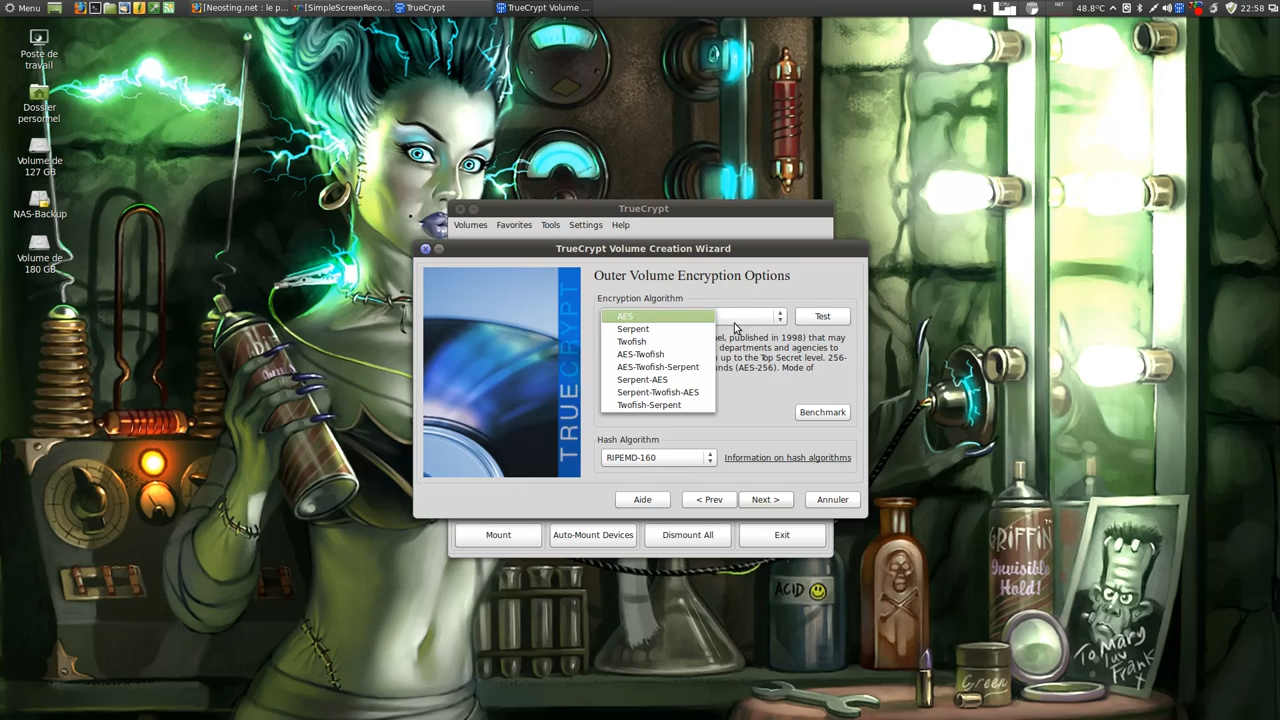 Menu
[Neosting.net : le p...
[SimpleScreenReco...
TrueCrypt
TrueCrypt Volume ...
1
48.8°C
22:58
Poste de
travail
Dossier
personnel
Volume de
127 GB
NAS-Backup
Volume de
180 GB
TrueCrypt
Volumes
Favorites
Tools
Settings
Help
TrueCrypt Volume Creation Wizard
TRUECRYPT
Outer Volume Encryption Options
Encryption Algorithm
AES
Serpent
Twofish
AES-Twofish
AES-Twofish-Serpent
Serpent-AES
Serpent-Twofish-AES
Twofish-Serpent
Test
el, published in 1998) that may
departments and agencies to
up to the Top Secret level. 256-
unds (AES-256). Mode of
Benchmark
Hash Algorithm
RIPEMD-160
Information on hash algorithms
Aide
< Prev
Next >
Annuler
Mount
Auto-Mount Devices
Dismount All
Exit
ACID
GRIFFIN
Invisible
Hold!
To Mary
luv
Frank
x
Green